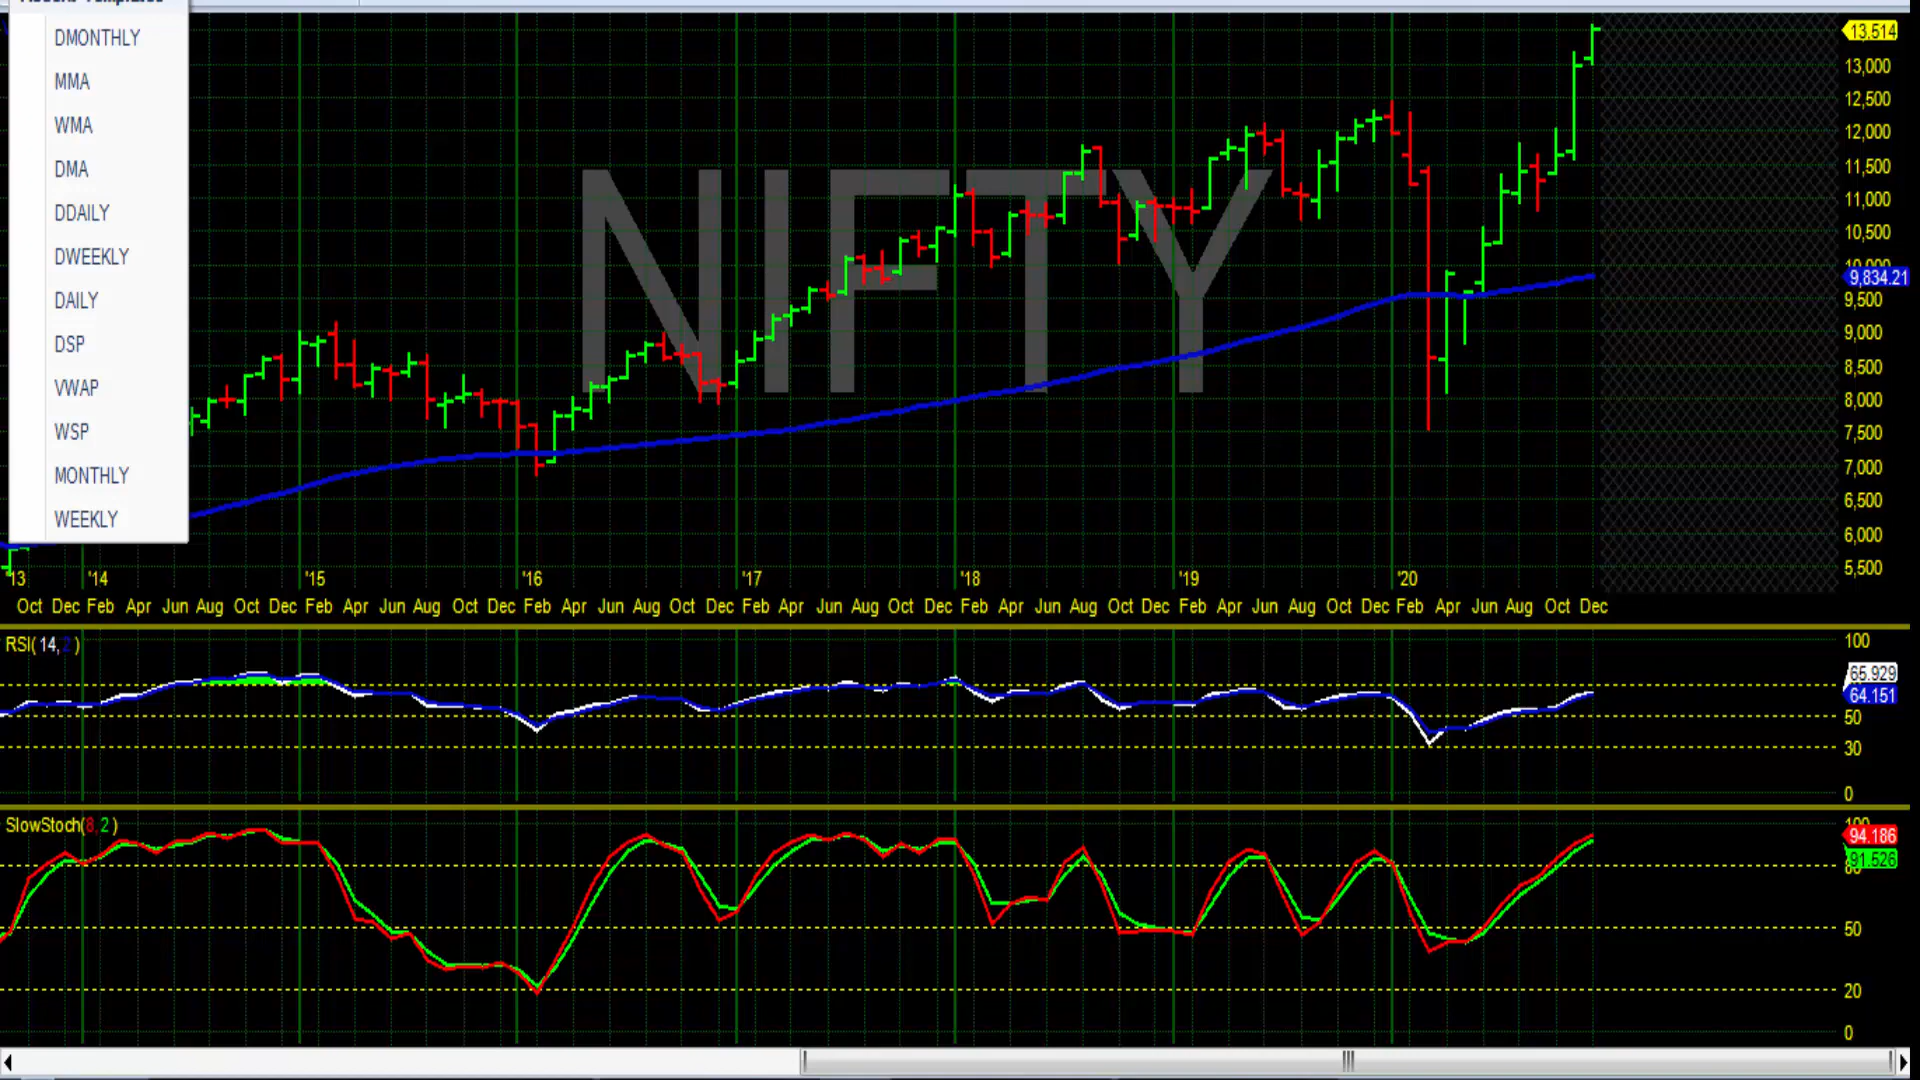 DMONTHLY
MMA
WMA
DMA
DDAILY
DWEEKLY
DAILY
DSP
VWAP
WSP
MONTHLY
WEEKLY
NIFTY
13,514
13,000
12,500
12,000
11,500
11,000
10,500
10,000
9,834.21
9,500
9,000
8,500
8,000
7,500
7,000
6,500
6,000
5,500
'13 '14 '15 '16 '17 '18 '19 '20
Oct Dec Feb Apr Jun Aug Oct Dec Feb Apr Jun Aug Oct Dec Feb Apr Jun Aug Oct Dec Feb Apr Jun Aug Oct Dec Feb Apr Jun Aug Oct Dec Feb Apr Jun Aug Oct Dec Feb Apr Jun Aug Oct Dec
RSI( 14, 2 )
100
65.929
64.151
50
30
0
SlowStoch(8,2 )
100
94.186
91.526
80
50
20
0